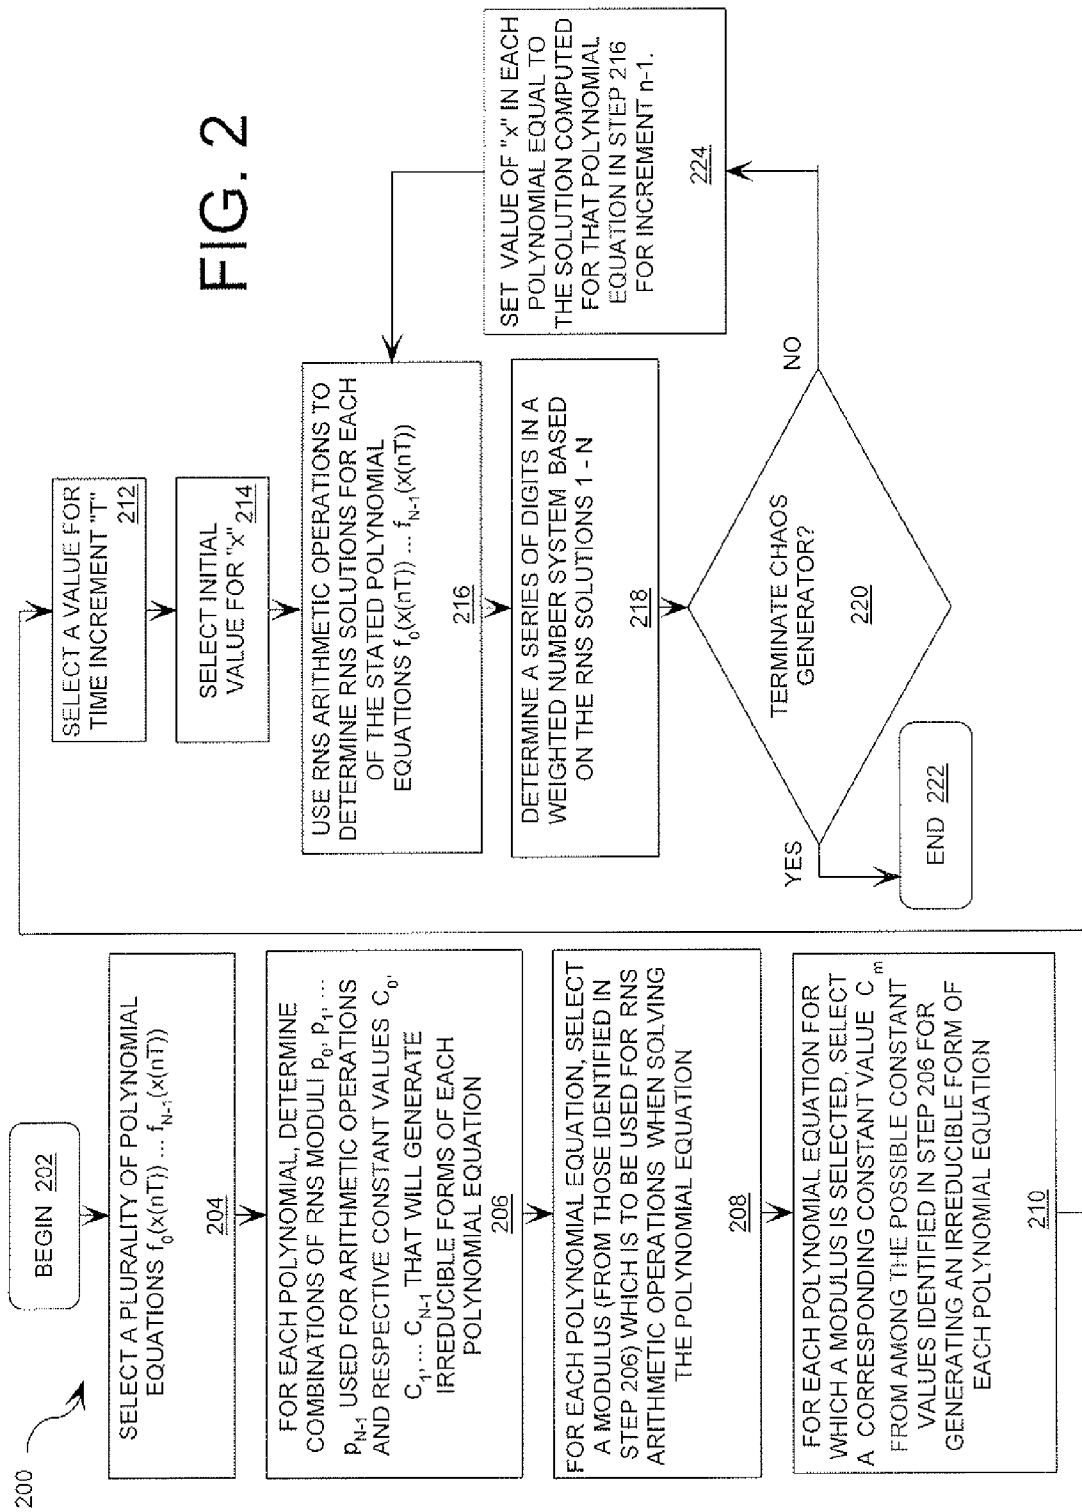 200
BEGIN 202
SELECT A PLURALITY OF POLYNOMIAL
EQUATIONS f₀(x(nT)) ... f_N-1(x(nT))
204
FOR EACH POLYNOMIAL, DETERMINE
COMBINATIONS OF RNS MODULI p₀, p₁, ...
p_N-1 USED FOR ARITHMETIC OPERATIONS
AND RESPECTIVE CONSTANT VALUES C₀,
C₁, ... C_N-1 THAT WILL GENERATE
IRREDUCIBLE FORMS OF EACH
POLYNOMIAL EQUATION
206
FOR EACH POLYNOMIAL EQUATION, SELECT
A MODULUS (FROM THOSE IDENTIFIED IN
STEP 206) WHICH IS TO BE USED FOR RNS
ARITHMETIC OPERATIONS WHEN SOLVING
THE POLYNOMIAL EQUATION
208
FOR EACH POLYNOMIAL EQUATION FOR
WHICH A MODULUS IS SELECTED, SELECT
A CORRESPONDING CONSTANT VALUE C_m
FROM AMONG THE POSSIBLE CONSTANT
VALUES IDENTIFIED IN STEP 206 FOR
GENERATING AN IRREDUCIBLE FORM OF
EACH POLYNOMIAL EQUATION
210
SELECT A VALUE FOR
TIME INCREMENT "T"
212
SELECT INITIAL
VALUE FOR "x"
214
USE RNS ARITHMETIC OPERATIONS TO
DETERMINE RNS SOLUTIONS FOR EACH
OF THE STATED POLYNOMIAL
EQUATIONS f₀(x(nT)) ... f_N-1(x(nT))
216
DETERMINE A SERIES OF DIGITS IN A
WEIGHTED NUMBER SYSTEM BASED
ON THE RNS SOLUTIONS 1 - N
218
TERMINATE CHAOS
GENERATOR?
220
YES
NO
END 222
SET VALUE OF "x" IN EACH
POLYNOMIAL EQUAL TO
THE SOLUTION COMPUTED
FOR THAT POLYNOMIAL
EQUATION IN STEP 216
FOR INCREMENT n-1.
224
FIG. 2